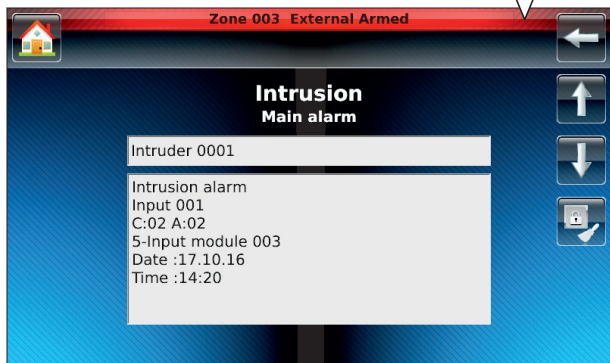 Zone 003 External Armed
Intrusion
Main alarm
Intruder 0001
Intrusion alarm
Input 001
C:02 A:02
5-Input module 003
Date :17.10.16
Time :14:20